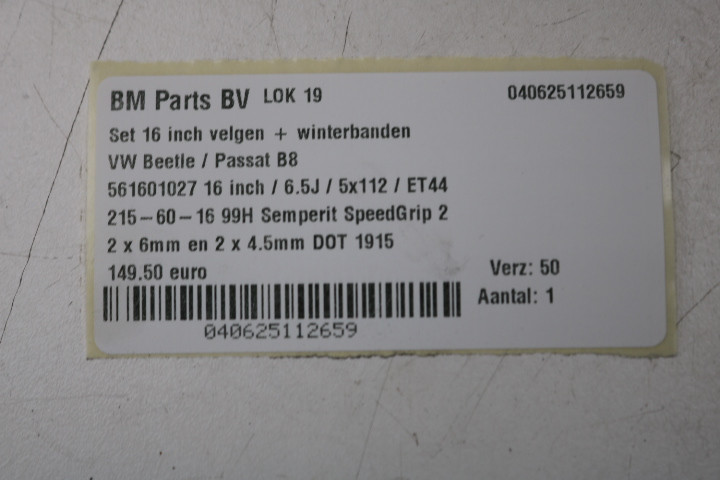 BM Parts BV LOK 19 040625112659
Set 16 inch velgen + winterbanden
VW Beetle / Passat B8
561601027 16 inch / 6.5J / 5x112 / ET44
215-60-16 99H Semperit SpeedGrip 2
2 x 6mm en 2 x 4.5mm DOT 1915
149.50 euro Verz: 50
Aantal: 1
040625112659